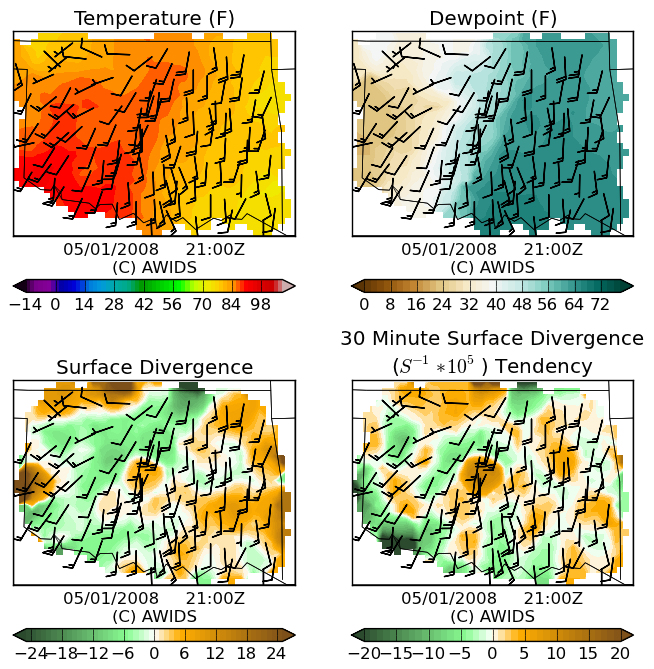 Temperature (F)
Dewpoint (F)
05/01/2008 21:00Z
(C) AWIDS
−14 0 14 28 42 56 70 84 98
05/01/2008 21:00Z
(C) AWIDS
0 8 16 24 32 40 48 56 64 72
Surface Divergence
30 Minute Surface Divergence
(S⁻¹ *10⁵ ) Tendency
05/01/2008 21:00Z
(C) AWIDS
−24 −18 −12 −6 0 6 12 18 24
05/01/2008 21:00Z
(C) AWIDS
−20 −15 −10 −5 0 5 10 15 20